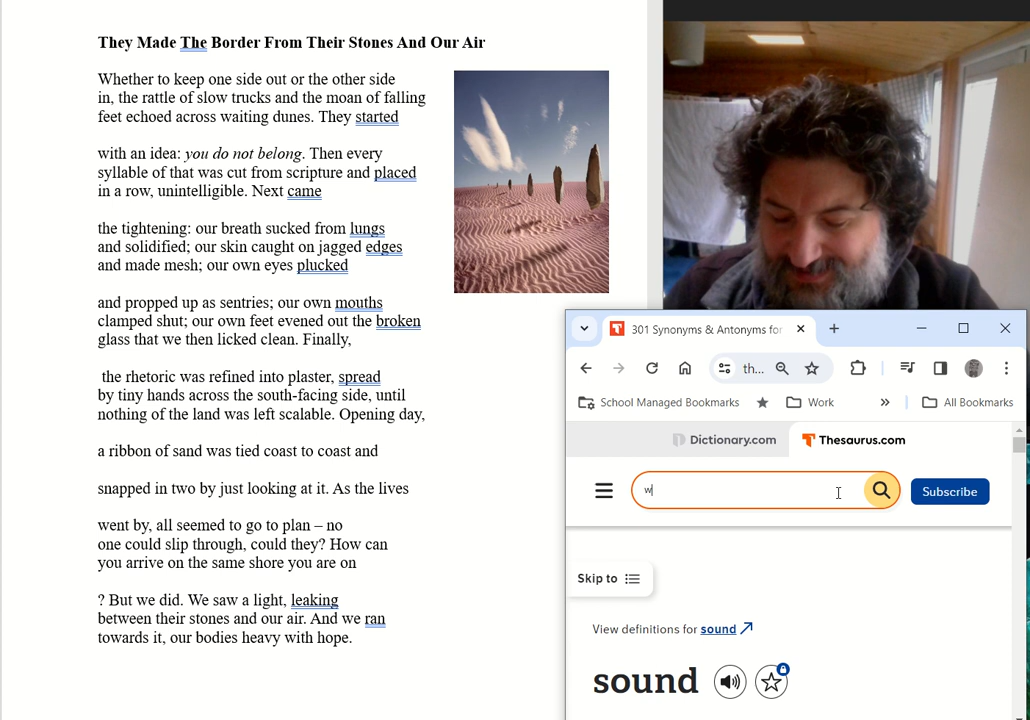 They Made The Border From Their Stones And Our Air
Whether to keep one side out or the other side
in, the rattle of slow trucks and the moan of falling
feet echoed across waiting dunes. They started
with an idea: you do not belong. Then every
syllable of that was cut from scripture and placed
in a row, unintelligible. Next came
the tightening: our breath sucked from lungs
and solidified; our skin caught on jagged edges
and made mesh; our own eyes plucked
and propped up as sentries; our own mouths
clamped shut; our own feet evened out the broken
glass that we then licked clean. Finally,
the rhetoric was refined into plaster, spread
by tiny hands across the south-facing side, until
nothing of the land was left scalable. Opening day,
a ribbon of sand was tied coast to coast and
snapped in two by just looking at it. As the lives
went by, all seemed to go to plan – no
one could slip through, could they? How can
you arrive on the same shore you are on
? But we did. We saw a light, leaking
between their stones and our air. And we ran
towards it, our bodies heavy with hope.
301 Synonyms & Antonyms for
th...
School Managed Bookmarks
Work
»
All Bookmarks
Dictionary.com
Thesaurus.com
w
Subscribe
Skip to
View definitions for sound
sound